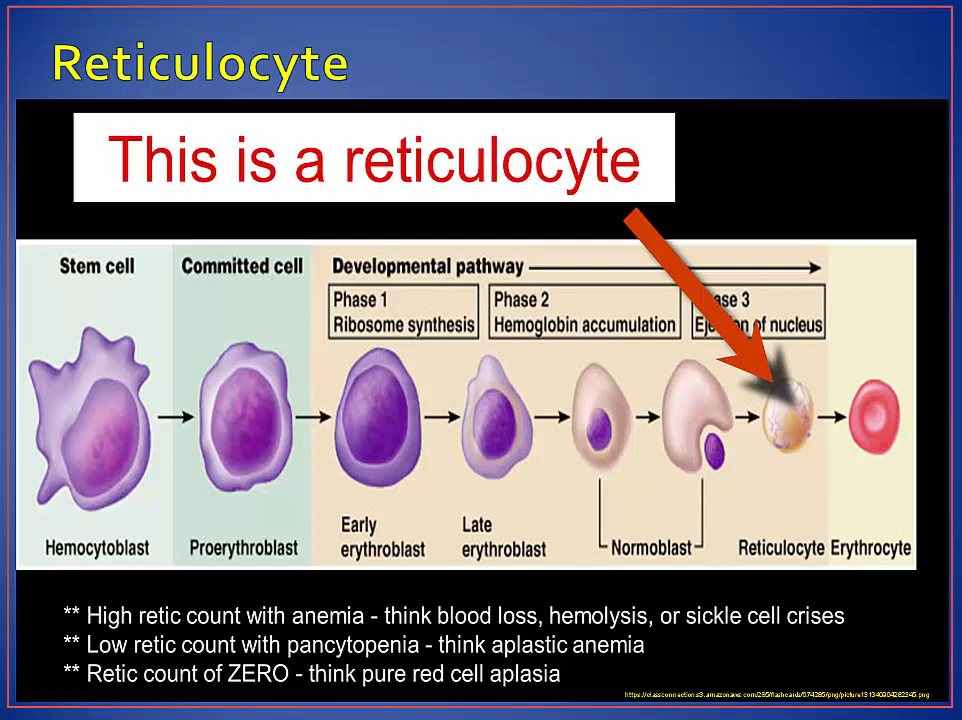 Reticulocyte
This is a reticulocyte
Stem cell
Committed cell
Developmental pathway
Phase 1
Ribosome synthesis
Phase 2
Hemoglobin accumulation
Phase 3
Ejection of nucleus
Hemocytoblast
Proerythroblast
Early
erythroblast
Late
erythroblast
Normoblast
Reticulocyte
Erythrocyte
** High retic count with anemia - think blood loss, hemolysis, or sickle cell crises
** Low retic count with pancytopenia - think aplastic anemia
** Retic count of ZERO - think pure red cell aplasia